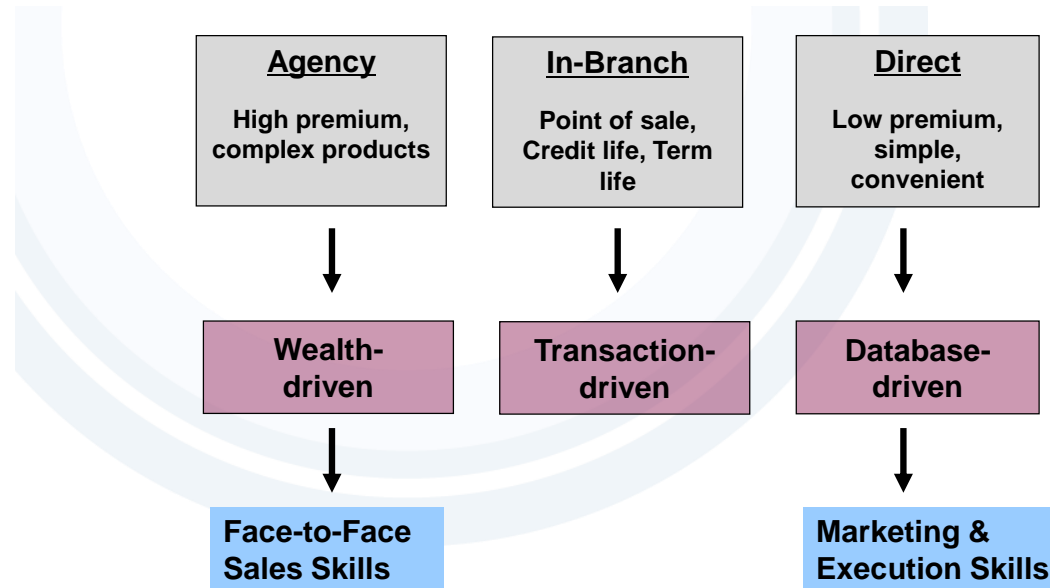 Agency
High premium,
complex products
In-Branch
Point of sale,
Credit life, Term
life
Direct
Low premium,
simple,
convenient
Wealth-
driven
Transaction-
driven
Database-
driven
Face-to-Face
Sales Skills
Marketing &
Execution Skills